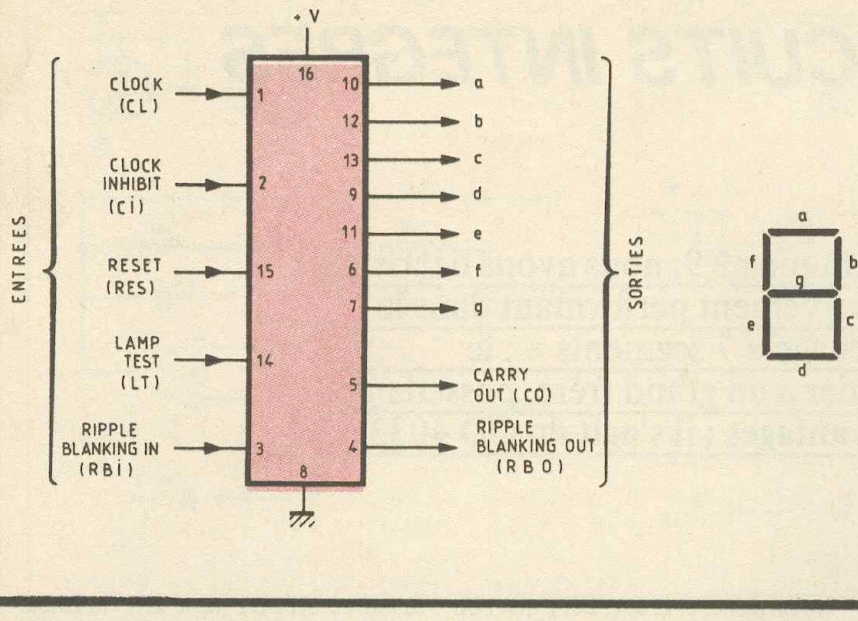 CUITS INTEGRES
+ V
16
ENTREES
CLOCK
(CL)
1
CLOCK
INHIBIT
(Ci)
2
RESET
(RES)
15
LAMP
TEST
(LT)
14
RIPPLE
BLANKING IN
(RBi)
3
8
10 a
12 b
13 c
9 d
11 e
6 f
7 g
5 CARRY
OUT (CO)
4 RIPPLE
BLANKING OUT
(RBO)
SORTIES
a
f b
g
e c
d